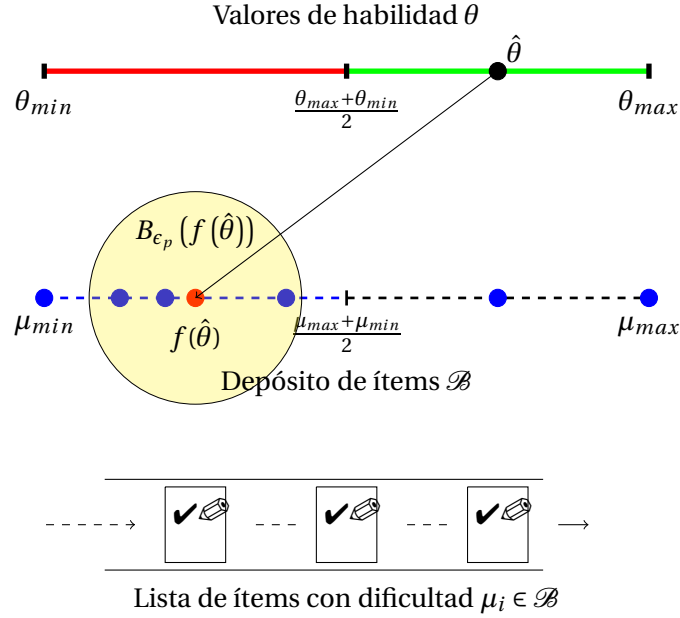 Valores de habilidad θ
θ̂
θ_min
(θ_max+θ_min)/2
θ_max
B_ϵ_p (f (θ̂))
μ_min
f(θ̂)
(μ_max+μ_min)/2
μ_max
Depósito de ítems ℬ
Lista de ítems con dificultad μ_i ∈ ℬ